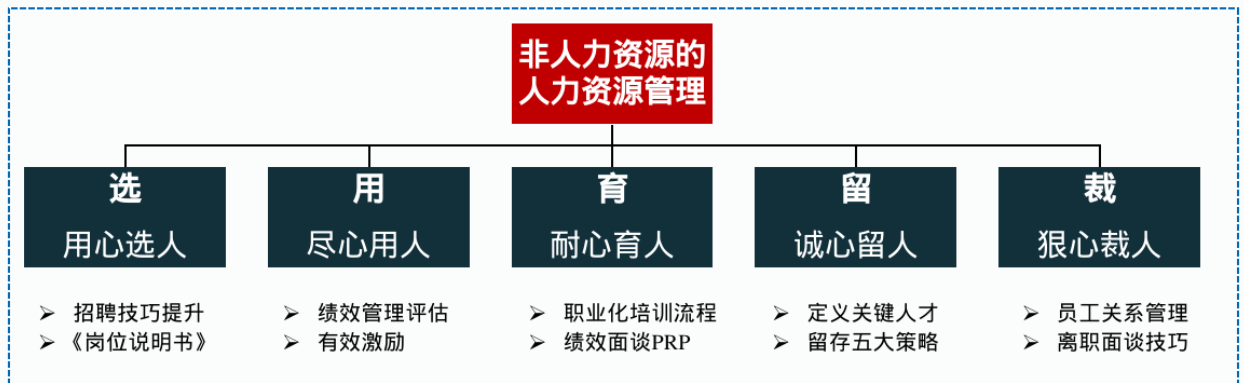 非人力资源的
人力资源管理
选
用心选人
➢ 招聘技巧提升
➢ 《岗位说明书》
用
尽心用人
➢ 绩效管理评估
➢ 有效激励
育
耐心育人
➢ 职业化培训流程
➢ 绩效面谈PRP
留
诚心留人
➢ 定义关键人才
➢ 留存五大策略
裁
狠心裁人
➢ 员工关系管理
➢ 离职面谈技巧